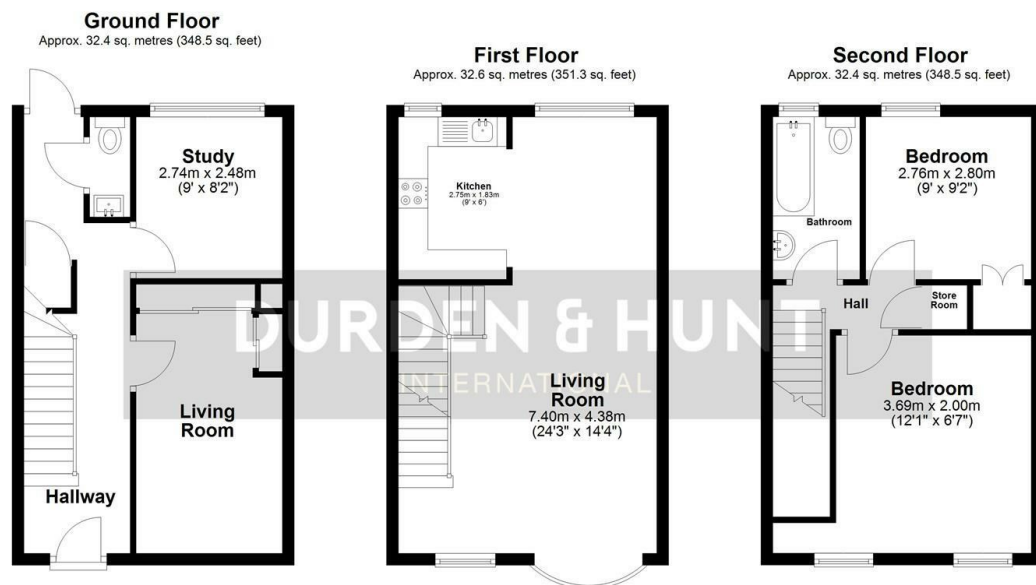 Ground Floor
Approx. 32.4 sq. metres (348.5 sq. feet)
Study
2.74m x 2.48m
(9' x 8'2")
Living
Room
Hallway
First Floor
Approx. 32.6 sq. metres (351.3 sq. feet)
Kitchen
2.75m x 1.83m
(9' x 6')
Living
Room
7.40m x 4.38m
(24'3" x 14'4")
Second Floor
Approx. 32.4 sq. metres (348.5 sq. feet)
Bedroom
2.76m x 2.80m
(9' x 9'2")
Bathroom
Hall
Store
Room
Bedroom
3.69m x 2.00m
(12'1" x 6'7")
DURDEN & HUNT
INTERNATIONAL